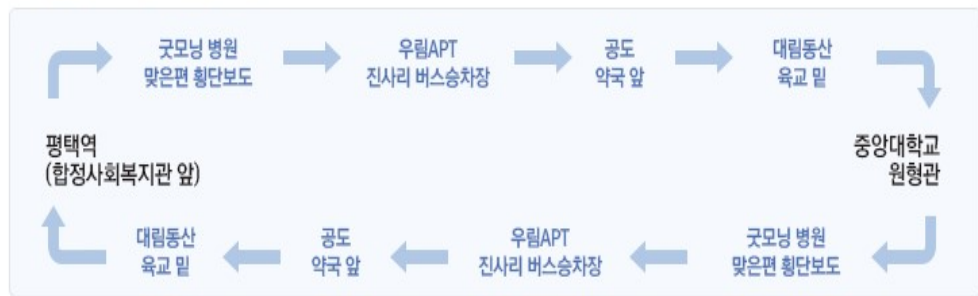 굿모닝 병원
맞은편 횡단보도
우림APT
진사리 버스승차장
공도
약국 앞
대림동산
육교 밑
평택역
(합정사회복지관 앞)
중앙대학교
원형관
대림동산
육교 밑
공도
약국 앞
우림APT
진사리 버스승차장
굿모닝 병원
맞은편 횡단보도